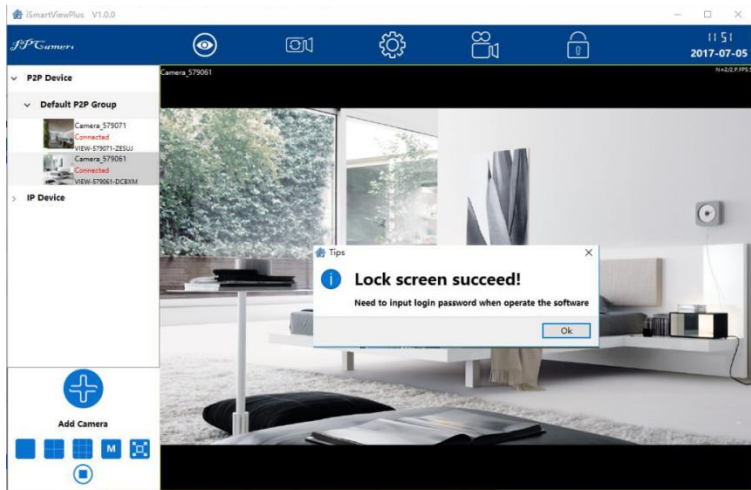 iSmartViewPlus V1.0.0
11 51
2017-07-05
P2P Device
Default P2P Group
Camera_579071
Connected
VIEW-579071-ZESUJ
Camera_579061
Connected
VIEW-579061-DCBXM
IP Device
Add Camera
M
Camera_579061
Tips
Lock screen succeed!
Need to input login password when operate the software
Ok